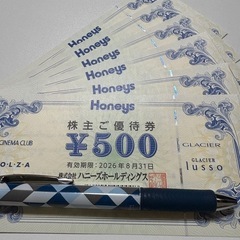 Honeys
Honeys
Honeys
Honeys
Honeys
Honeys
株主ご優待券
CINEMA CLUB
¥500
GLACIER
O·L·Z·A
GLACIER
lusso
有効期限：2026年8月31日
株式会社ハニーズホールディングス